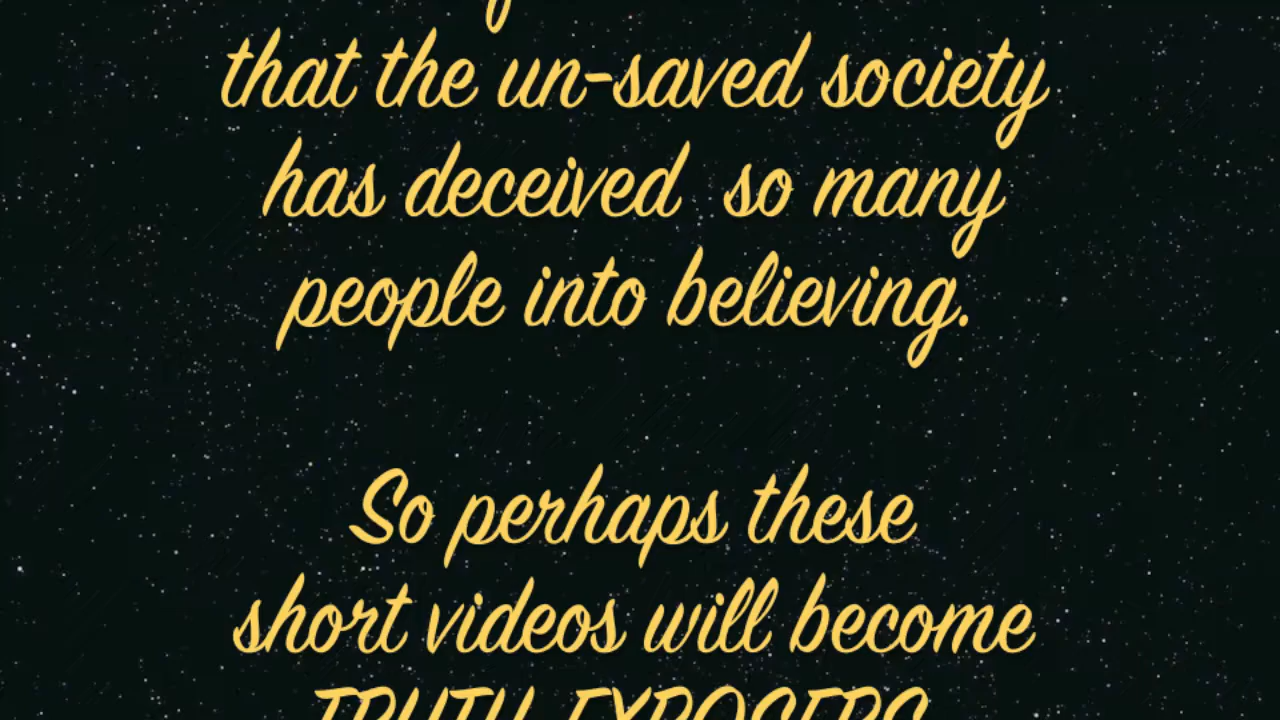 that the un-saved society
has deceived so many
people into believing.
So perhaps these
short videos will become
TRUTH EXPOSERS